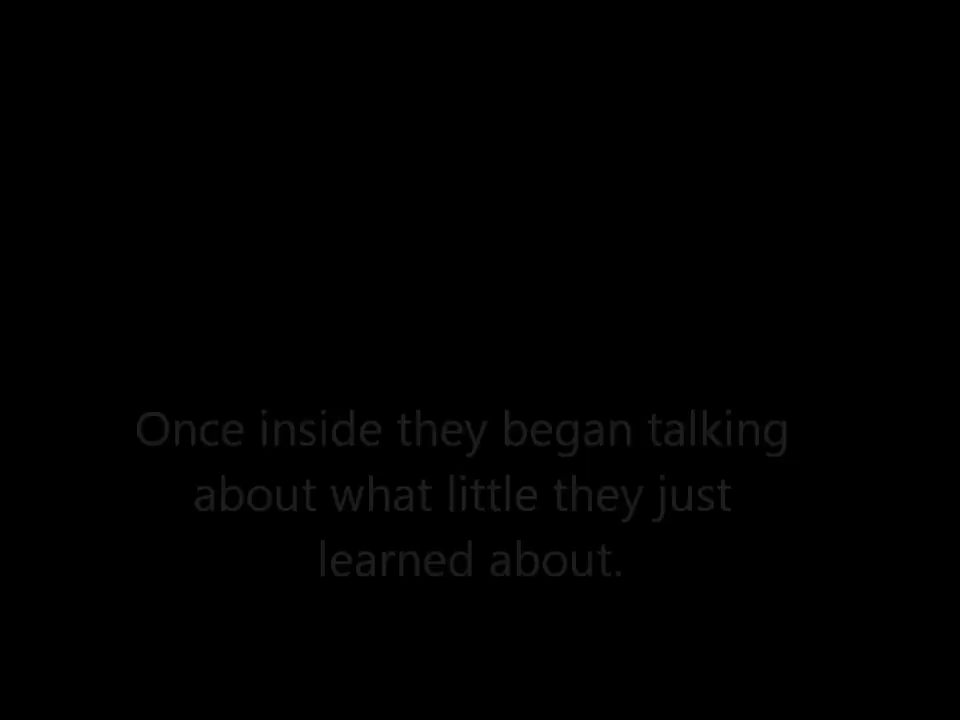 Once inside they began talking
about what little they just
learned about.